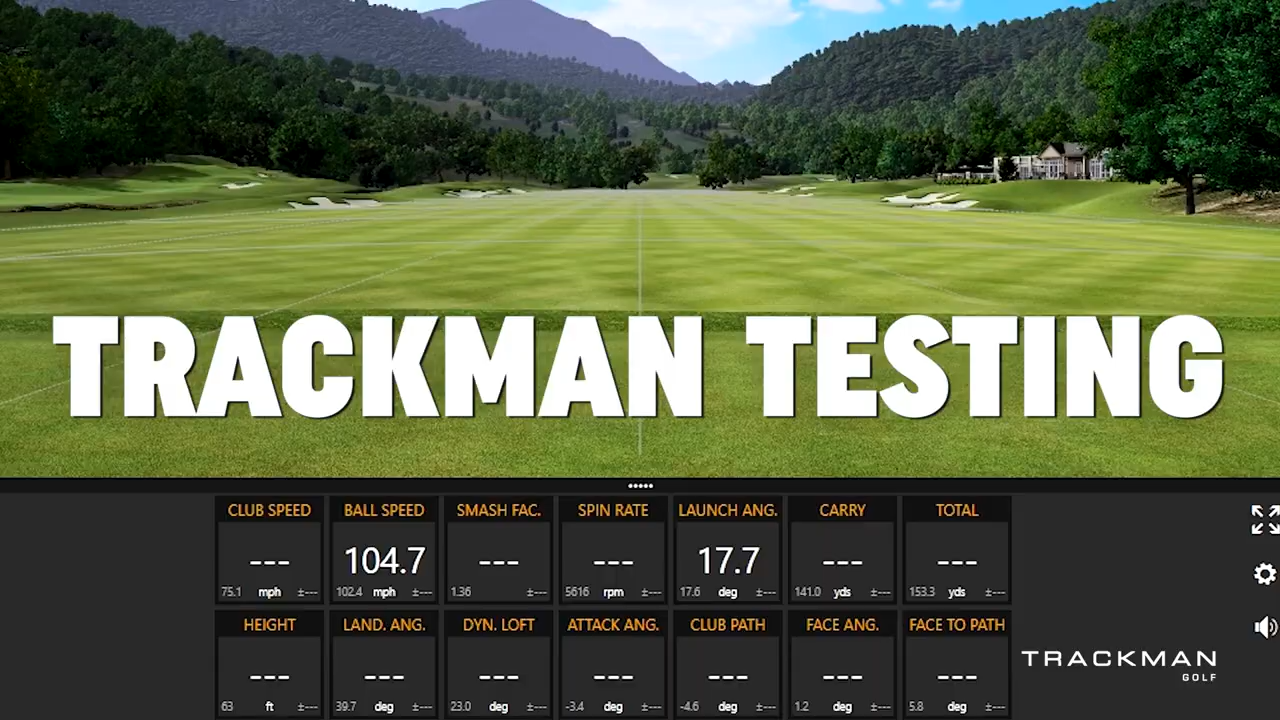 TRACKMAN TESTING
CLUB SPEED BALL SPEED SMASH FAC. SPIN RATE LAUNCH ANG. CARRY TOTAL
--- 104.7 --- --- 17.7 --- ---
75.1 mph ±--- 102.4 mph ±--- 1.36 ±--- 5616 rpm ±--- 17.6 deg ±--- 141.0 yds ±--- 153.3 yds ±---
HEIGHT LAND. ANG. DYN. LOFT ATTACK ANG. CLUB PATH FACE ANG. FACE TO PATH
--- --- --- --- --- --- ---
63 ft ±--- 39.7 deg ±--- 23.0 deg ±--- -3.4 deg ±--- -4.6 deg ±--- 1.2 deg ±--- 5.8 deg ±---
TRACKMAN
GOLF